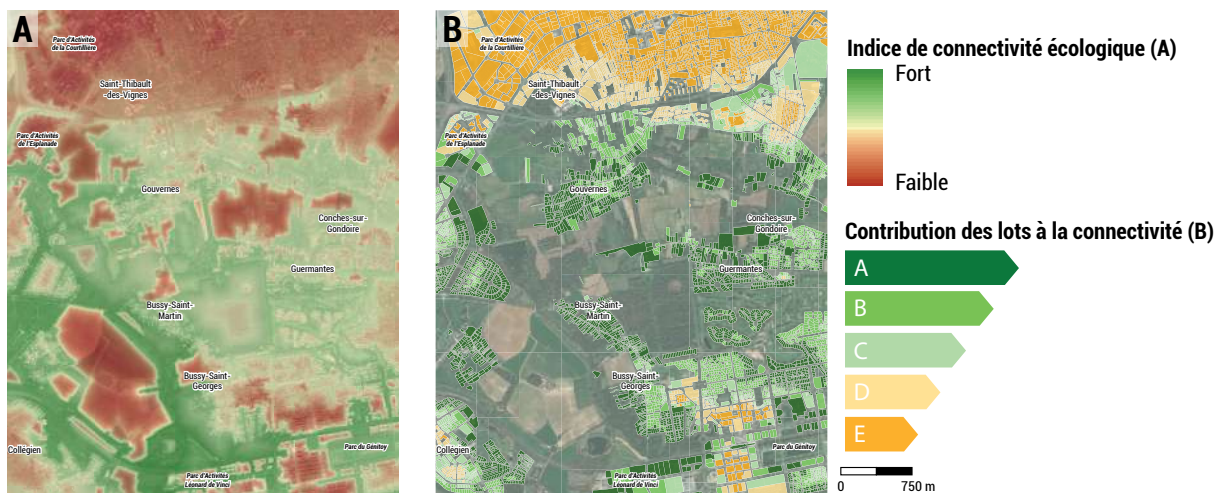 A
Parc d'Activités
de la Courtillière
Saint-Thibault
-des-Vignes
Parc d'Activités
de l'Esplanade
Gouvernes
Conches-sur-
Gondoire
Guermantes
Bussy-Saint-
Martin
Bussy-Saint-
Georges
Collégien
Parc du Génitoy
Parc d'Activités
Léonard de Vinci
B
Parc d'Activités
de la Courtillière
Saint-Thibault
-des-Vignes
Parc d'Activités
de l'Esplanade
Gouvernes
Conches-sur-
Gondoire
Guermantes
Bussy-Saint-
Martin
Bussy-Saint-
Georges
Collégien
Parc du Génitoy
Parc d'Activités
Léonard de Vinci
Indice de connectivité écologique (A)
Fort
Faible
Contribution des lots à la connectivité (B)
A
B
C
D
E
0 750 m